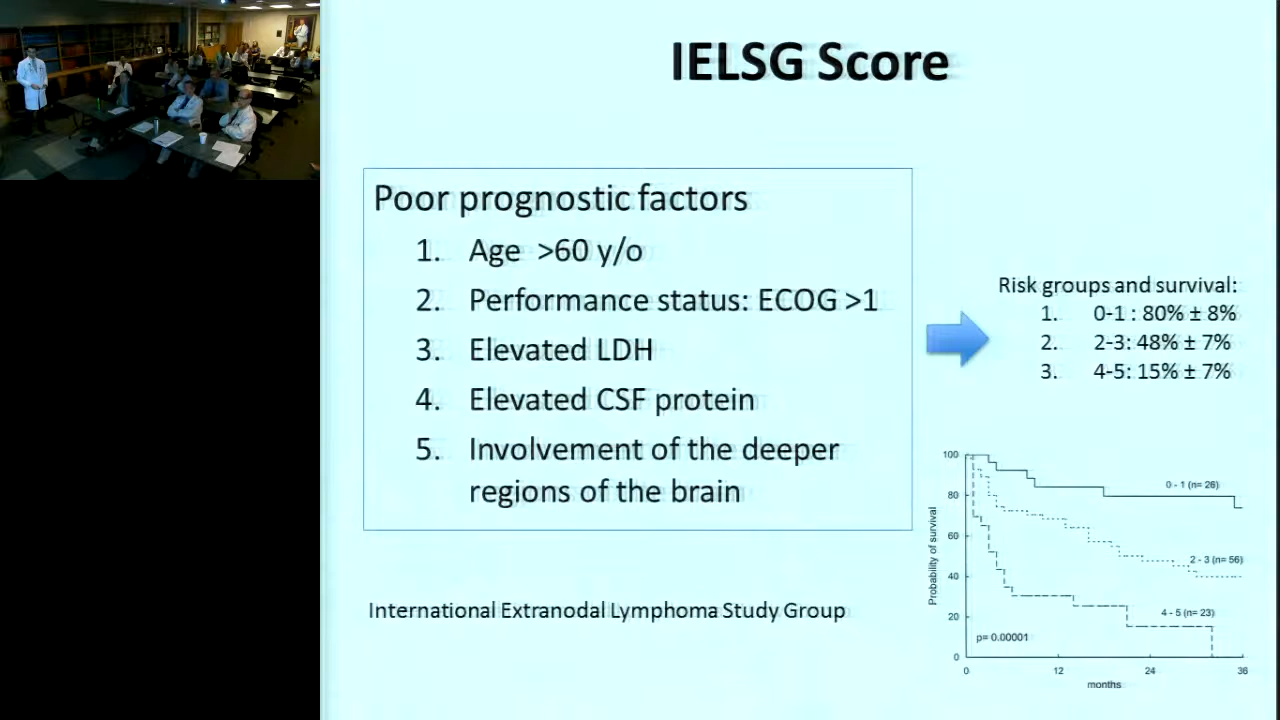 IELSG Score
Poor prognostic factors
1. Age >60 y/o
2. Performance status: ECOG >1
3. Elevated LDH
4. Elevated CSF protein
5. Involvement of the deeper
regions of the brain
International Extranodal Lymphoma Study Group
Risk groups and survival:
1. 0-1 : 80% ± 8%
2. 2-3: 48% ± 7%
3. 4-5: 15% ± 7%
Probability of survival
100
80
60
40
20
0
0 - 1 (n= 26)
2 - 3 (n= 56)
4 - 5 (n= 23)
p= 0.00001
0 12 24 36
months